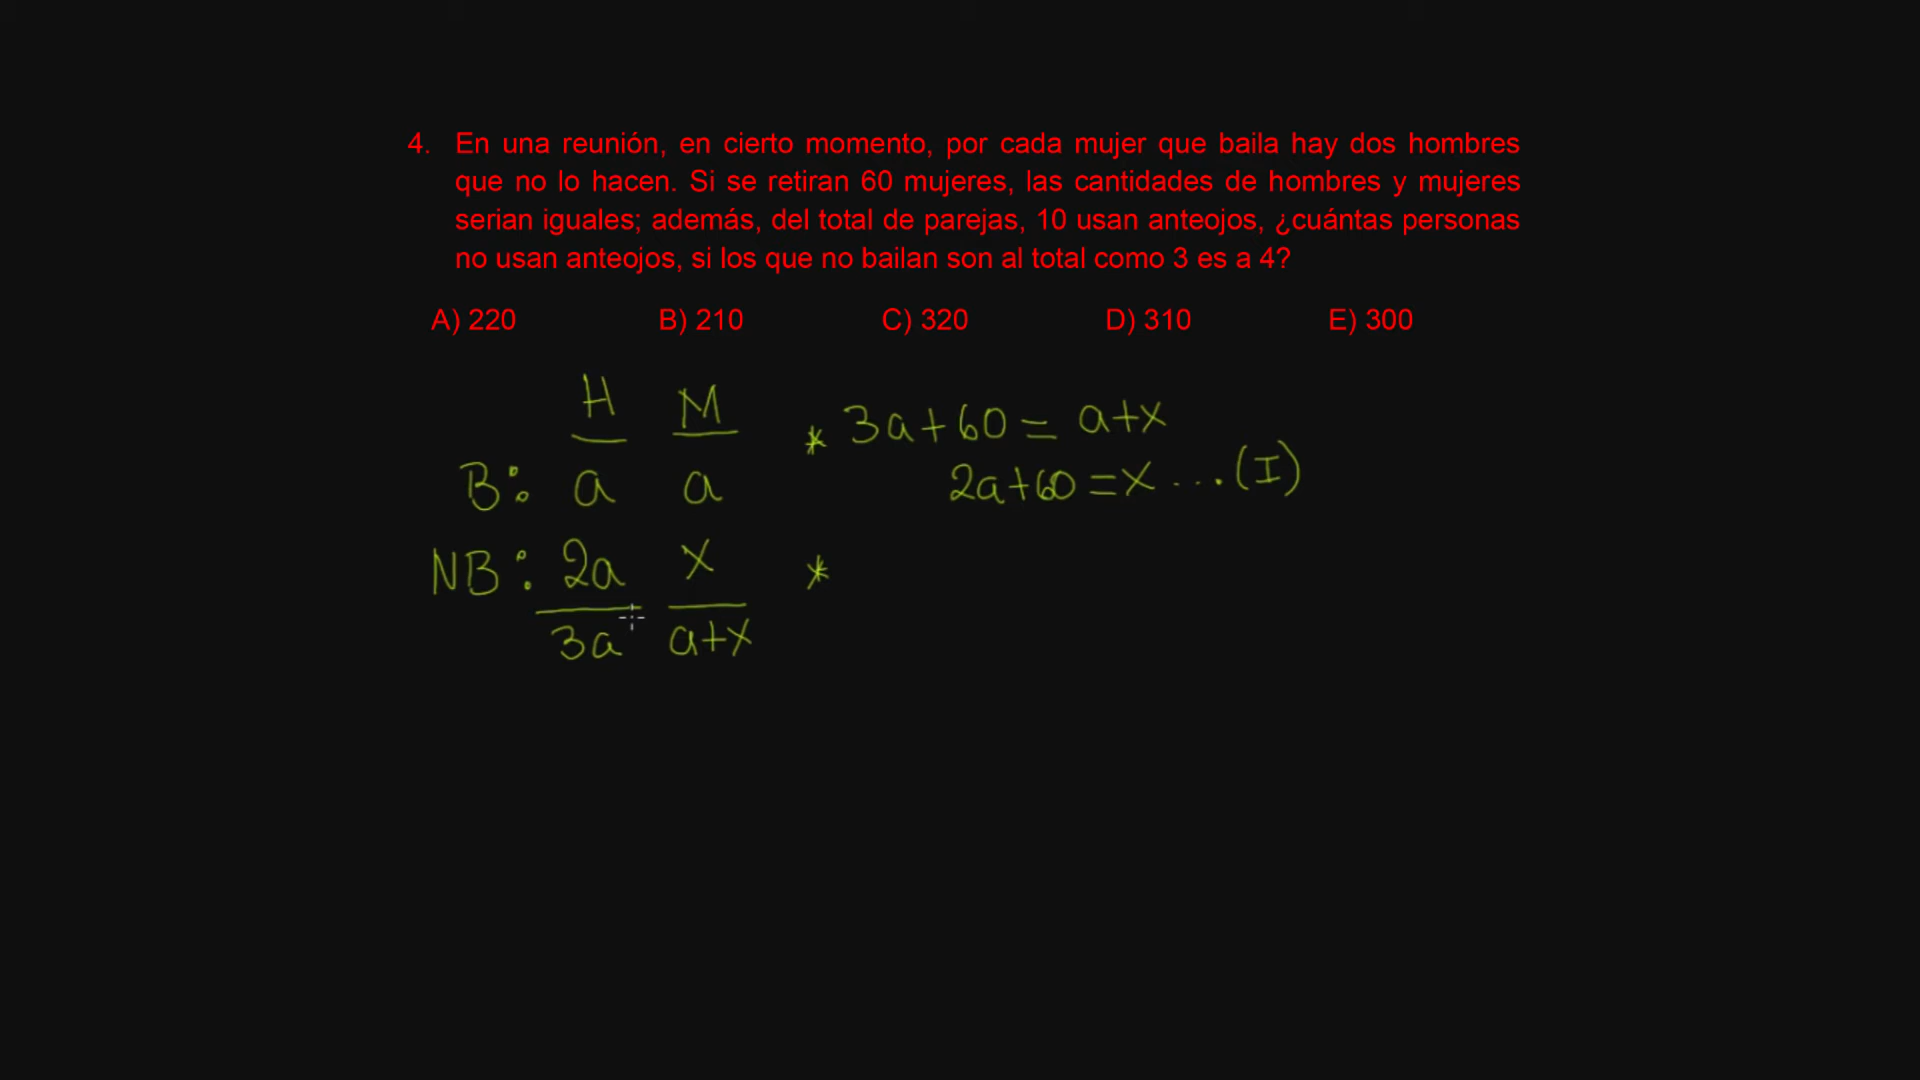 4. En una reunión, en cierto momento, por cada mujer que baila hay dos hombres
que no lo hacen. Si se retiran 60 mujeres, las cantidades de hombres y mujeres
serian iguales; además, del total de parejas, 10 usan anteojos, ¿cuántas personas
no usan anteojos, si los que no bailan son al total como 3 es a 4?
A) 220 B) 210 C) 320 D) 310 E) 300
H M
* 3a+60 = a+x
B: a a
2a+60 = x ... (I)
NB: 2a x *
3a a+x